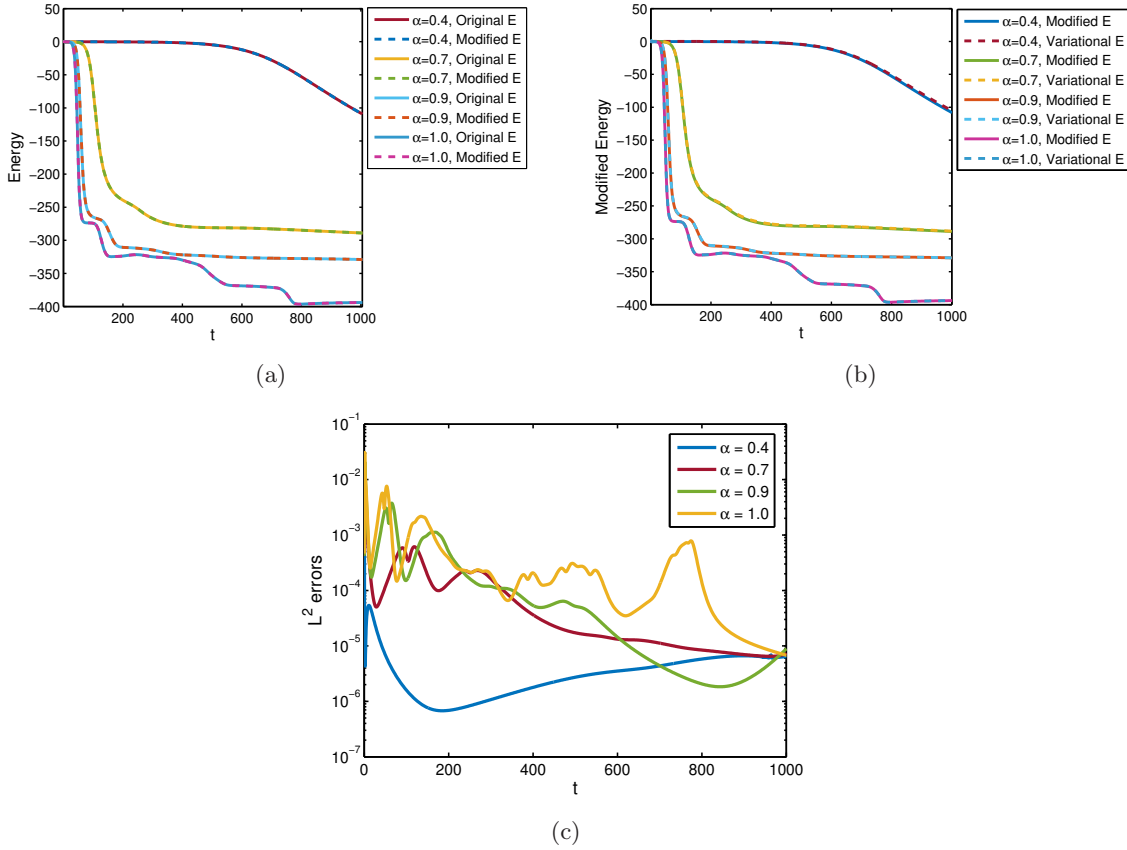 50
0
−50
−100
−150
−200
−250
−300
−350
−400
200
400
600
800
1000
Energy
t
α=0.4, Original E
α=0.4, Modified E
α=0.7, Original E
α=0.7, Modified E
α=0.9, Original E
α=0.9, Modified E
α=1.0, Original E
α=1.0, Modified E
(a)
50
0
−50
−100
−150
−200
−250
−300
−350
−400
200
400
600
800
1000
Modified Energy
t
α=0.4, Modified E
α=0.4, Variational E
α=0.7, Modified E
α=0.7, Variational E
α=0.9, Modified E
α=0.9, Variational E
α=1.0, Modified E
α=1.0, Variational E
(b)
10⁻¹
10⁻²
10⁻³
10⁻⁴
10⁻⁵
10⁻⁶
10⁻⁷
0
200
400
600
800
1000
L² errors
t
α = 0.4
α = 0.7
α = 0.9
α = 1.0
(c)